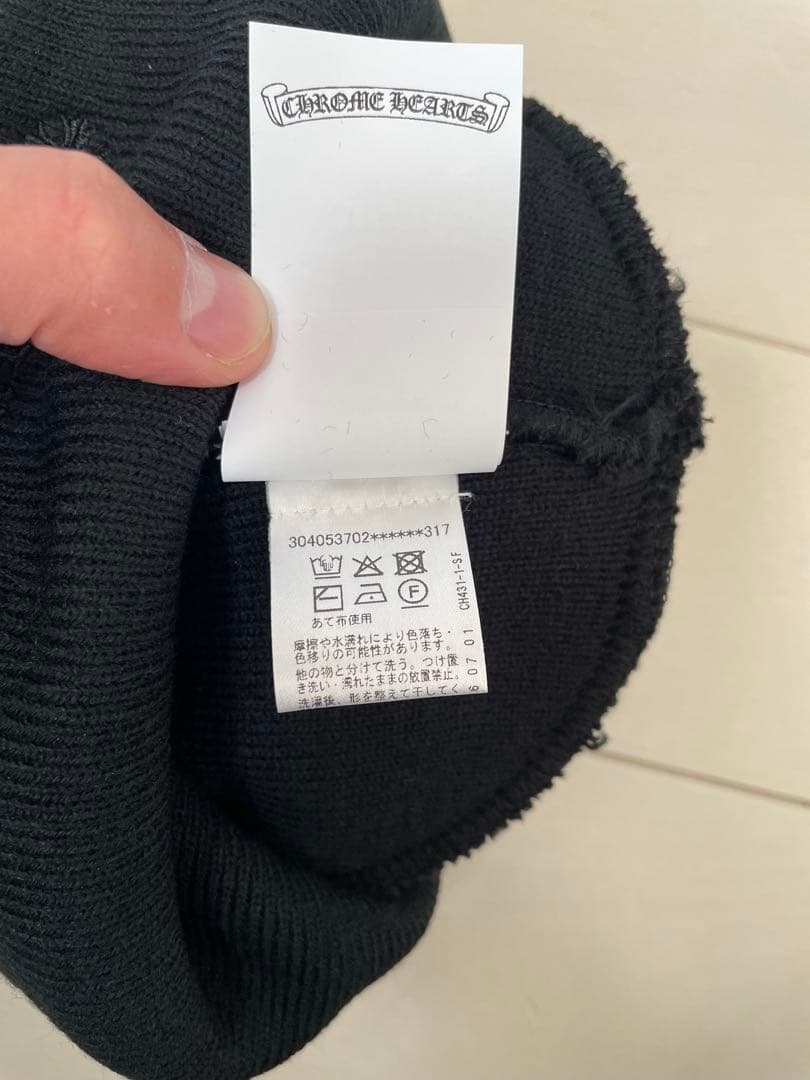 CHROME HEARTS
304053702******317
F
あて布使用
摩擦や水濡れにより色落ち・
色移りの可能性があります。
他の物と分けて洗う。つけ置
き洗い・濡れたままの放置禁止。
洗濯後、形を整えて干してく
CH431-1-SF
6 07 01